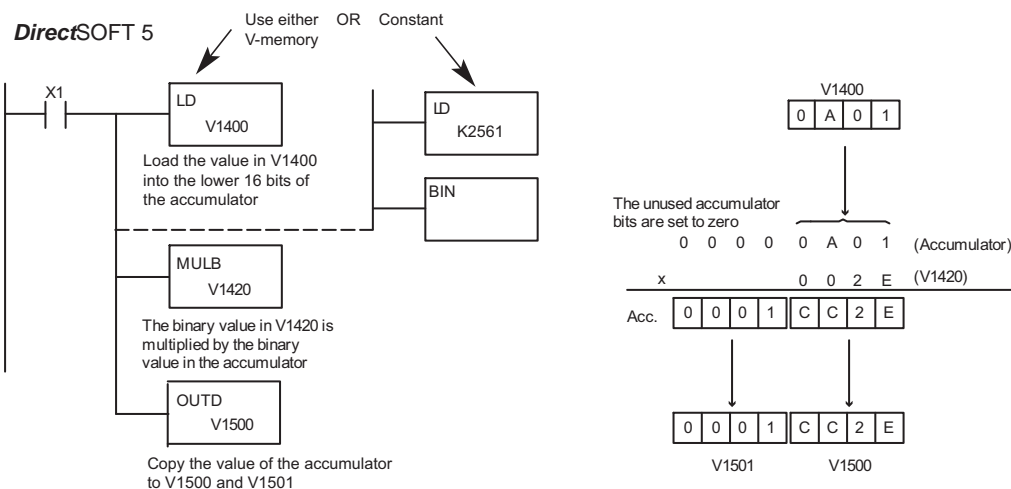 DirectSOFT 5
Use either OR Constant
V-memory
X1
LD
V1400
Load the value in V1400
into the lower 16 bits of
the accumulator
LD
K2561
BIN
MULB
V1420
The binary value in V1420 is
multiplied by the binary
value in the accumulator
OUTD
V1500
Copy the value of the accumulator
to V1500 and V1501
V1400
0 A 0 1
The unused accumulator
bits are set to zero
0 0 0 0 0 A 0 1 (Accumulator)
x 0 0 2 E (V1420)
Acc. 0 0 0 1 C C 2 E
0 0 0 1 C C 2 E
V1501 V1500